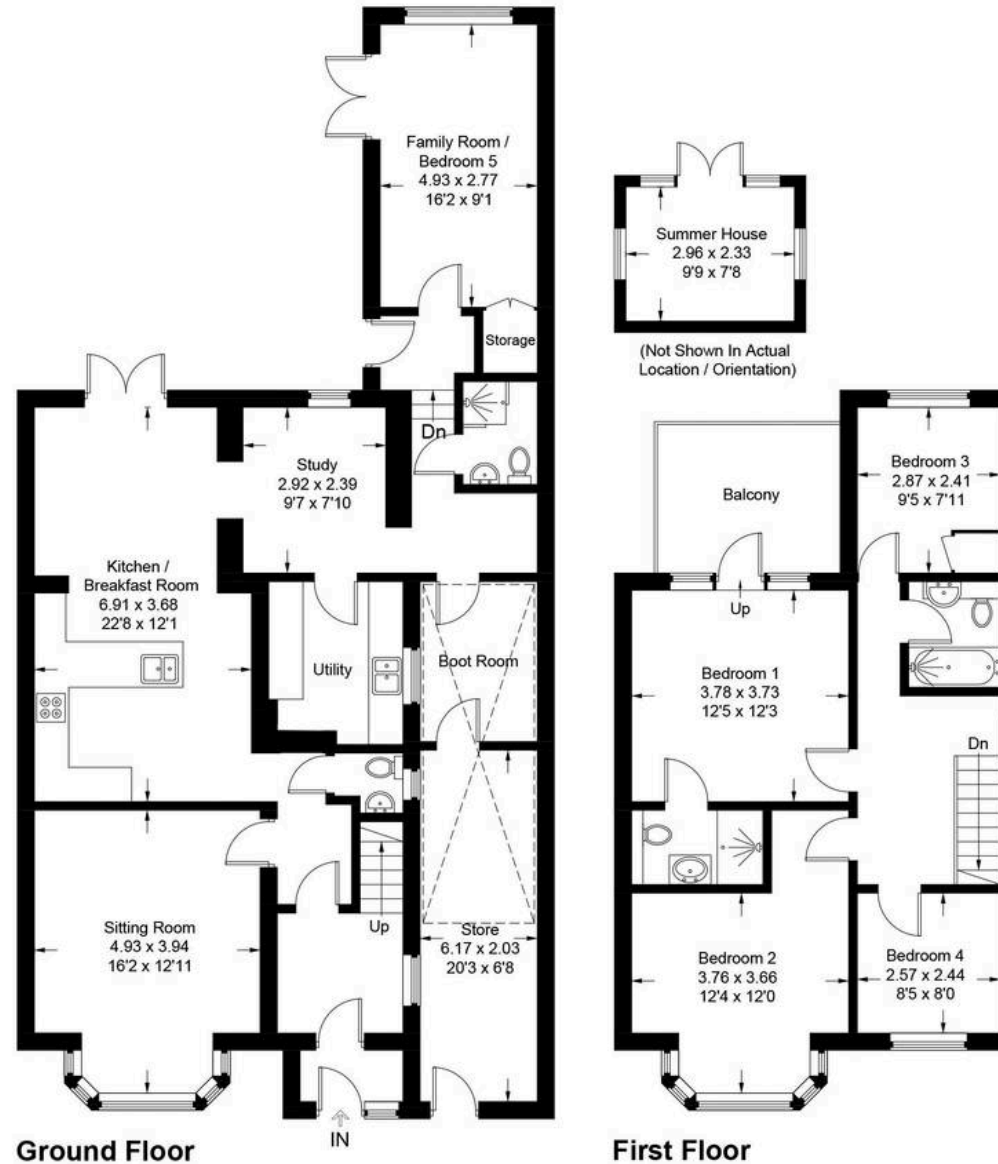 Family Room /
Bedroom 5
4.93 x 2.77
16'2 x 9'1
Storage
Dn
Study
2.92 x 2.39
9'7 x 7'10
Kitchen /
Breakfast Room
6.91 x 3.68
22'8 x 12'1
Utility
Boot Room
Sitting Room
4.93 x 3.94
16'2 x 12'11
Up
Store
6.17 x 2.03
20'3 x 6'8
IN
Ground Floor
Summer House
2.96 x 2.33
9'9 x 7'8
(Not Shown In Actual
Location / Orientation)
Balcony
Bedroom 3
2.87 x 2.41
9'5 x 7'11
Up
Bedroom 1
3.78 x 3.73
12'5 x 12'3
Dn
Bedroom 2
3.76 x 3.66
12'4 x 12'0
Bedroom 4
2.57 x 2.44
8'5 x 8'0
First Floor